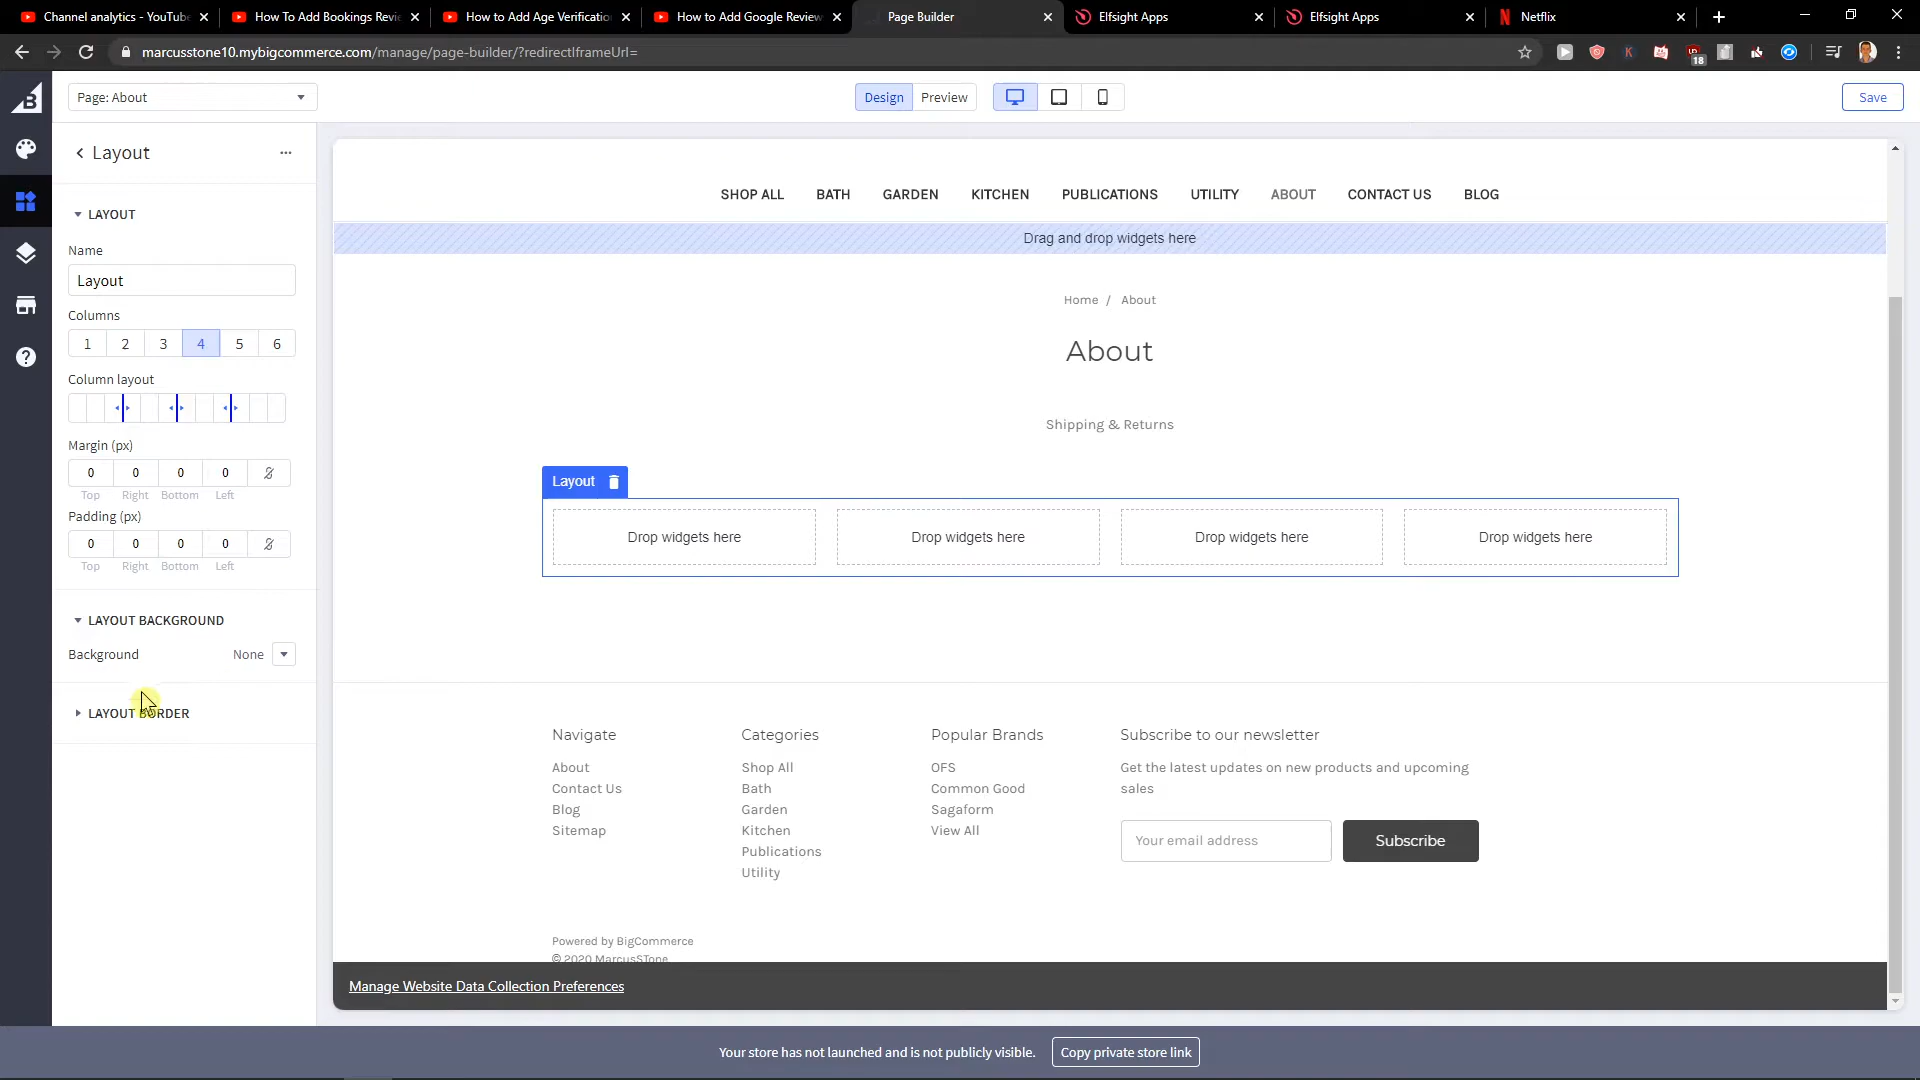 Channel analytics - YouTube
How To Add Bookings Revie
How to Add Age Verificatio
How to Add Google Review
Page Builder
Elfsight Apps
Elfsight Apps
Netflix
marcusstone10.mybigcommerce.com/manage/page-builder/?redirectIframeUrl=
18
Page: About
Design
Preview
Save
Layout
LAYOUT
Name
Layout
Columns
1 2 3 4 5 6
Column layout
Margin (px)
0 0 0 0
Top Right Bottom Left
Padding (px)
0 0 0 0
Top Right Bottom Left
LAYOUT BACKGROUND
Background None
LAYOUT BORDER
SHOP ALL BATH GARDEN KITCHEN PUBLICATIONS UTILITY ABOUT CONTACT US BLOG
Drag and drop widgets here
Home / About
About
Shipping & Returns
Layout
Drop widgets here
Drop widgets here
Drop widgets here
Drop widgets here
Navigate
About
Contact Us
Blog
Sitemap
Categories
Shop All
Bath
Garden
Kitchen
Publications
Utility
Popular Brands
OFS
Common Good
Sagaform
View All
Subscribe to our newsletter
Get the latest updates on new products and upcoming
sales
Your email address
Subscribe
Powered by BigCommerce
© 2020 MarcusSTone
Manage Website Data Collection Preferences
Your store has not launched and is not publicly visible.
Copy private store link